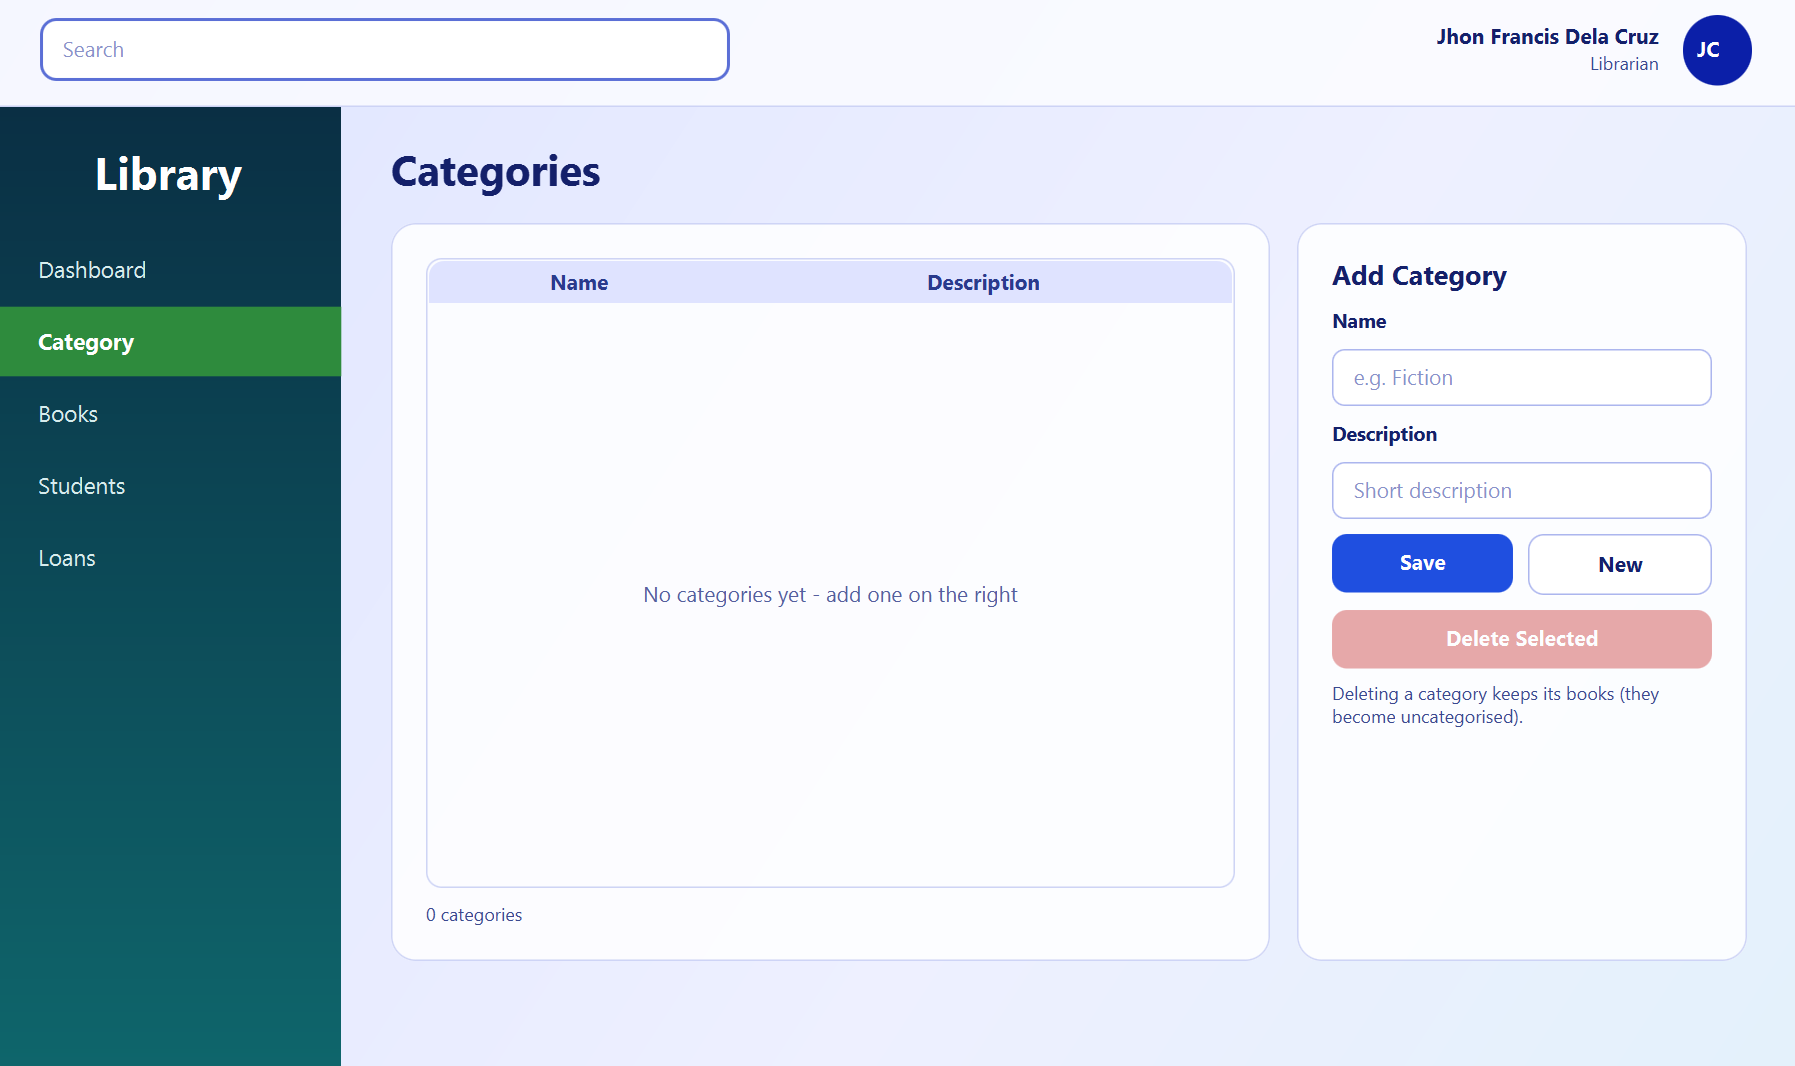 Search
Jhon Francis Dela Cruz
Librarian
JC
Library
Dashboard
Category
Books
Students
Loans
Categories
Name Description
No categories yet - add one on the right
0 categories
Add Category
Name
e.g. Fiction
Description
Short description
Save New
Delete Selected
Deleting a category keeps its books (they
become uncategorised).